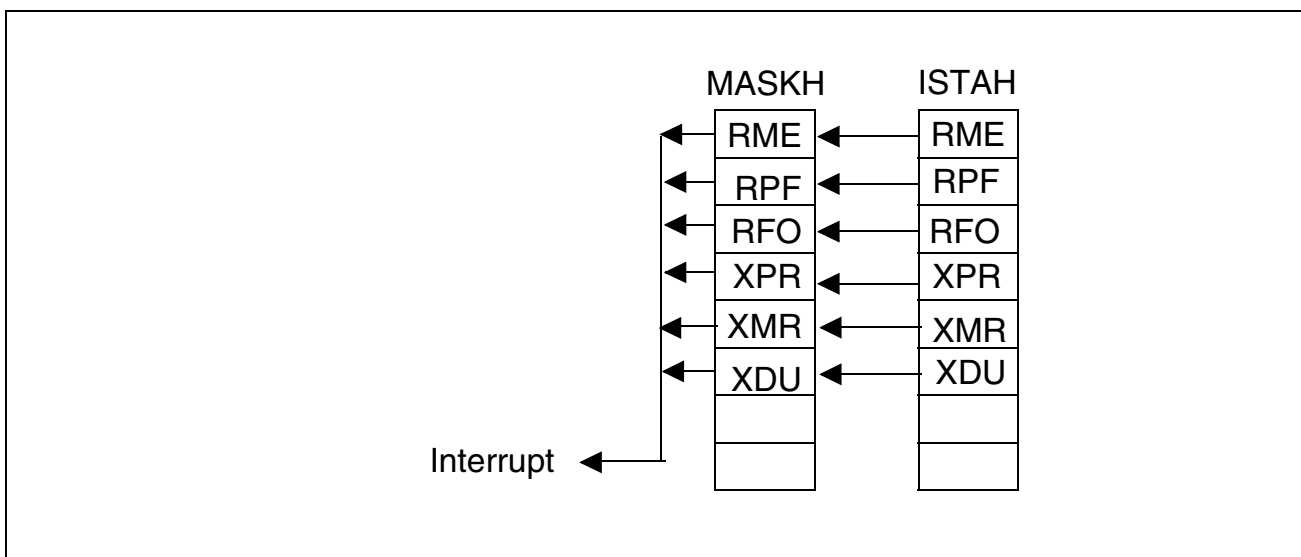 MASKH ISTAH
RME RME
RPF RPF
RFO RFO
XPR XPR
XMR XMR
XDU XDU
Interrupt